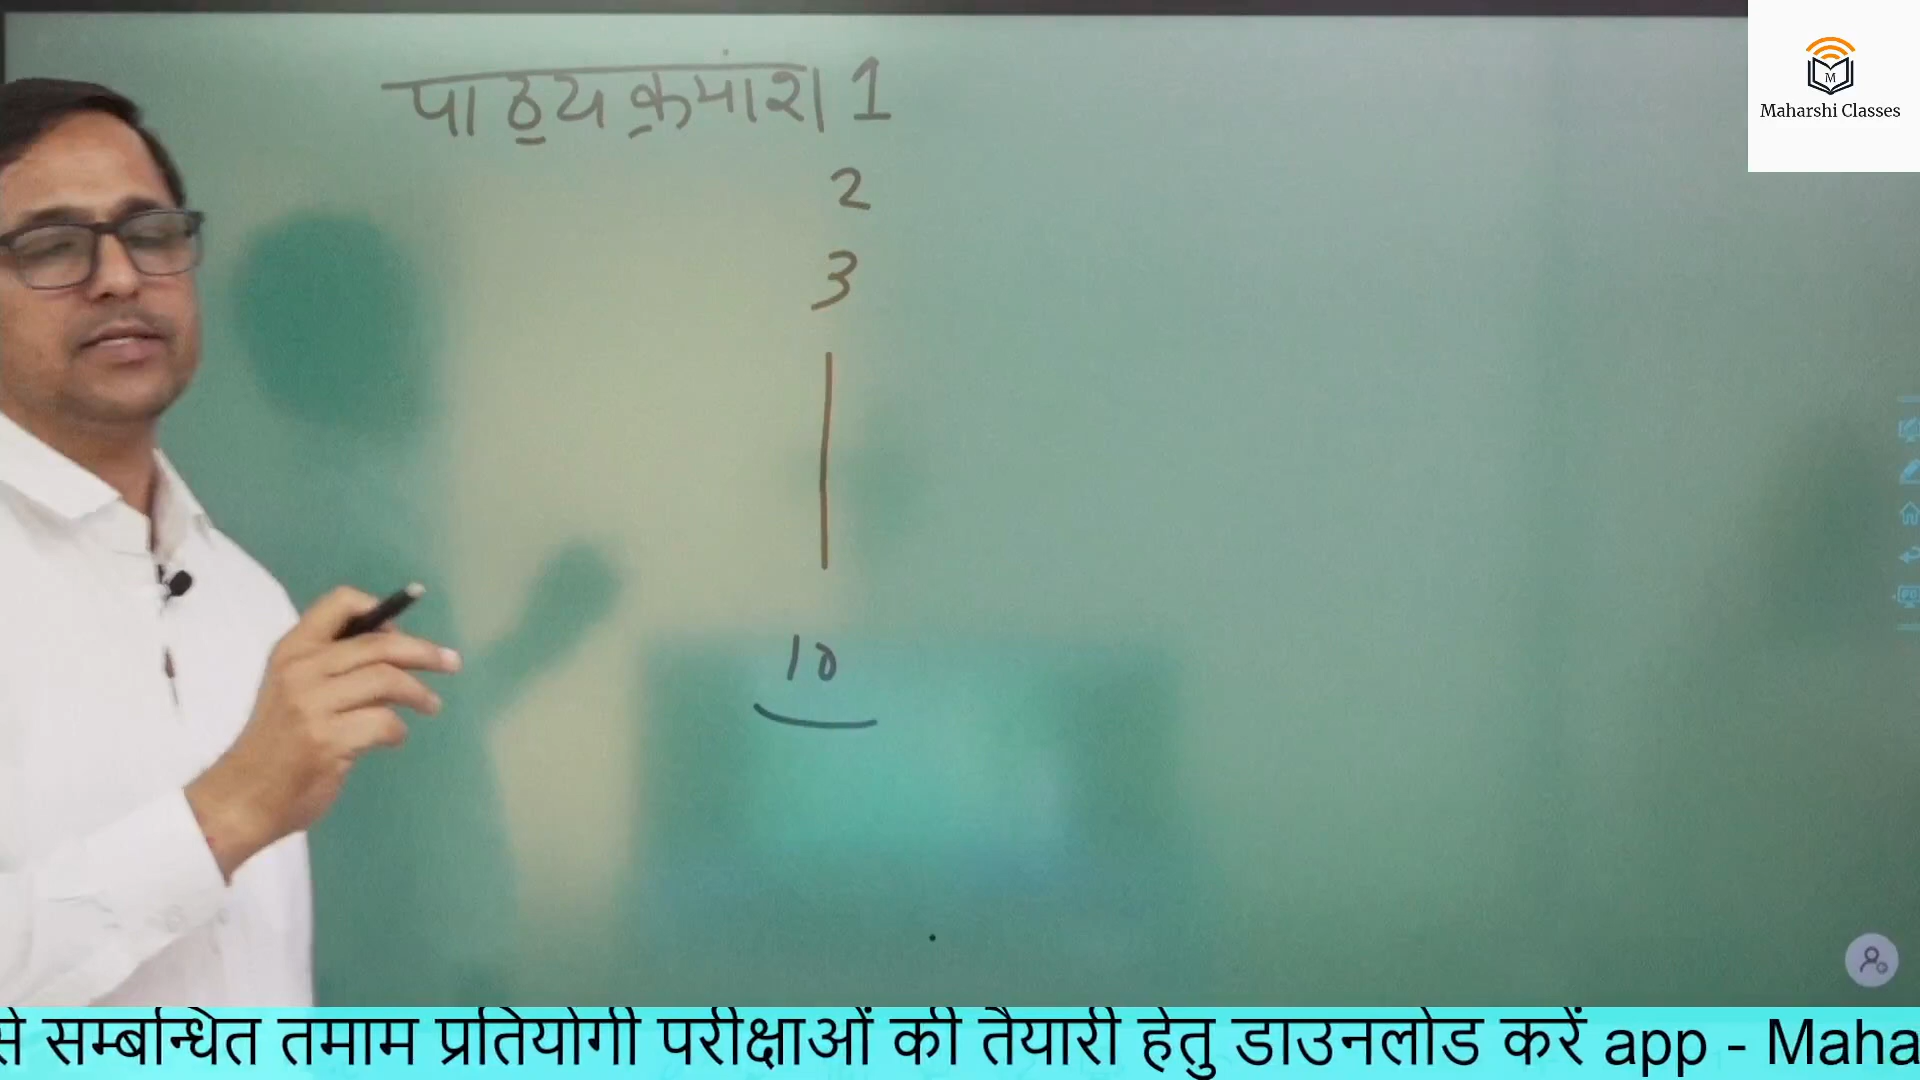 पाठ्यक्रमांश 1
2
3
10
M
Maharshi Classes
से सम्बन्धित तमाम प्रतियोगी परीक्षाओं की तैयारी हेतु डाउनलोड करें app - Maha